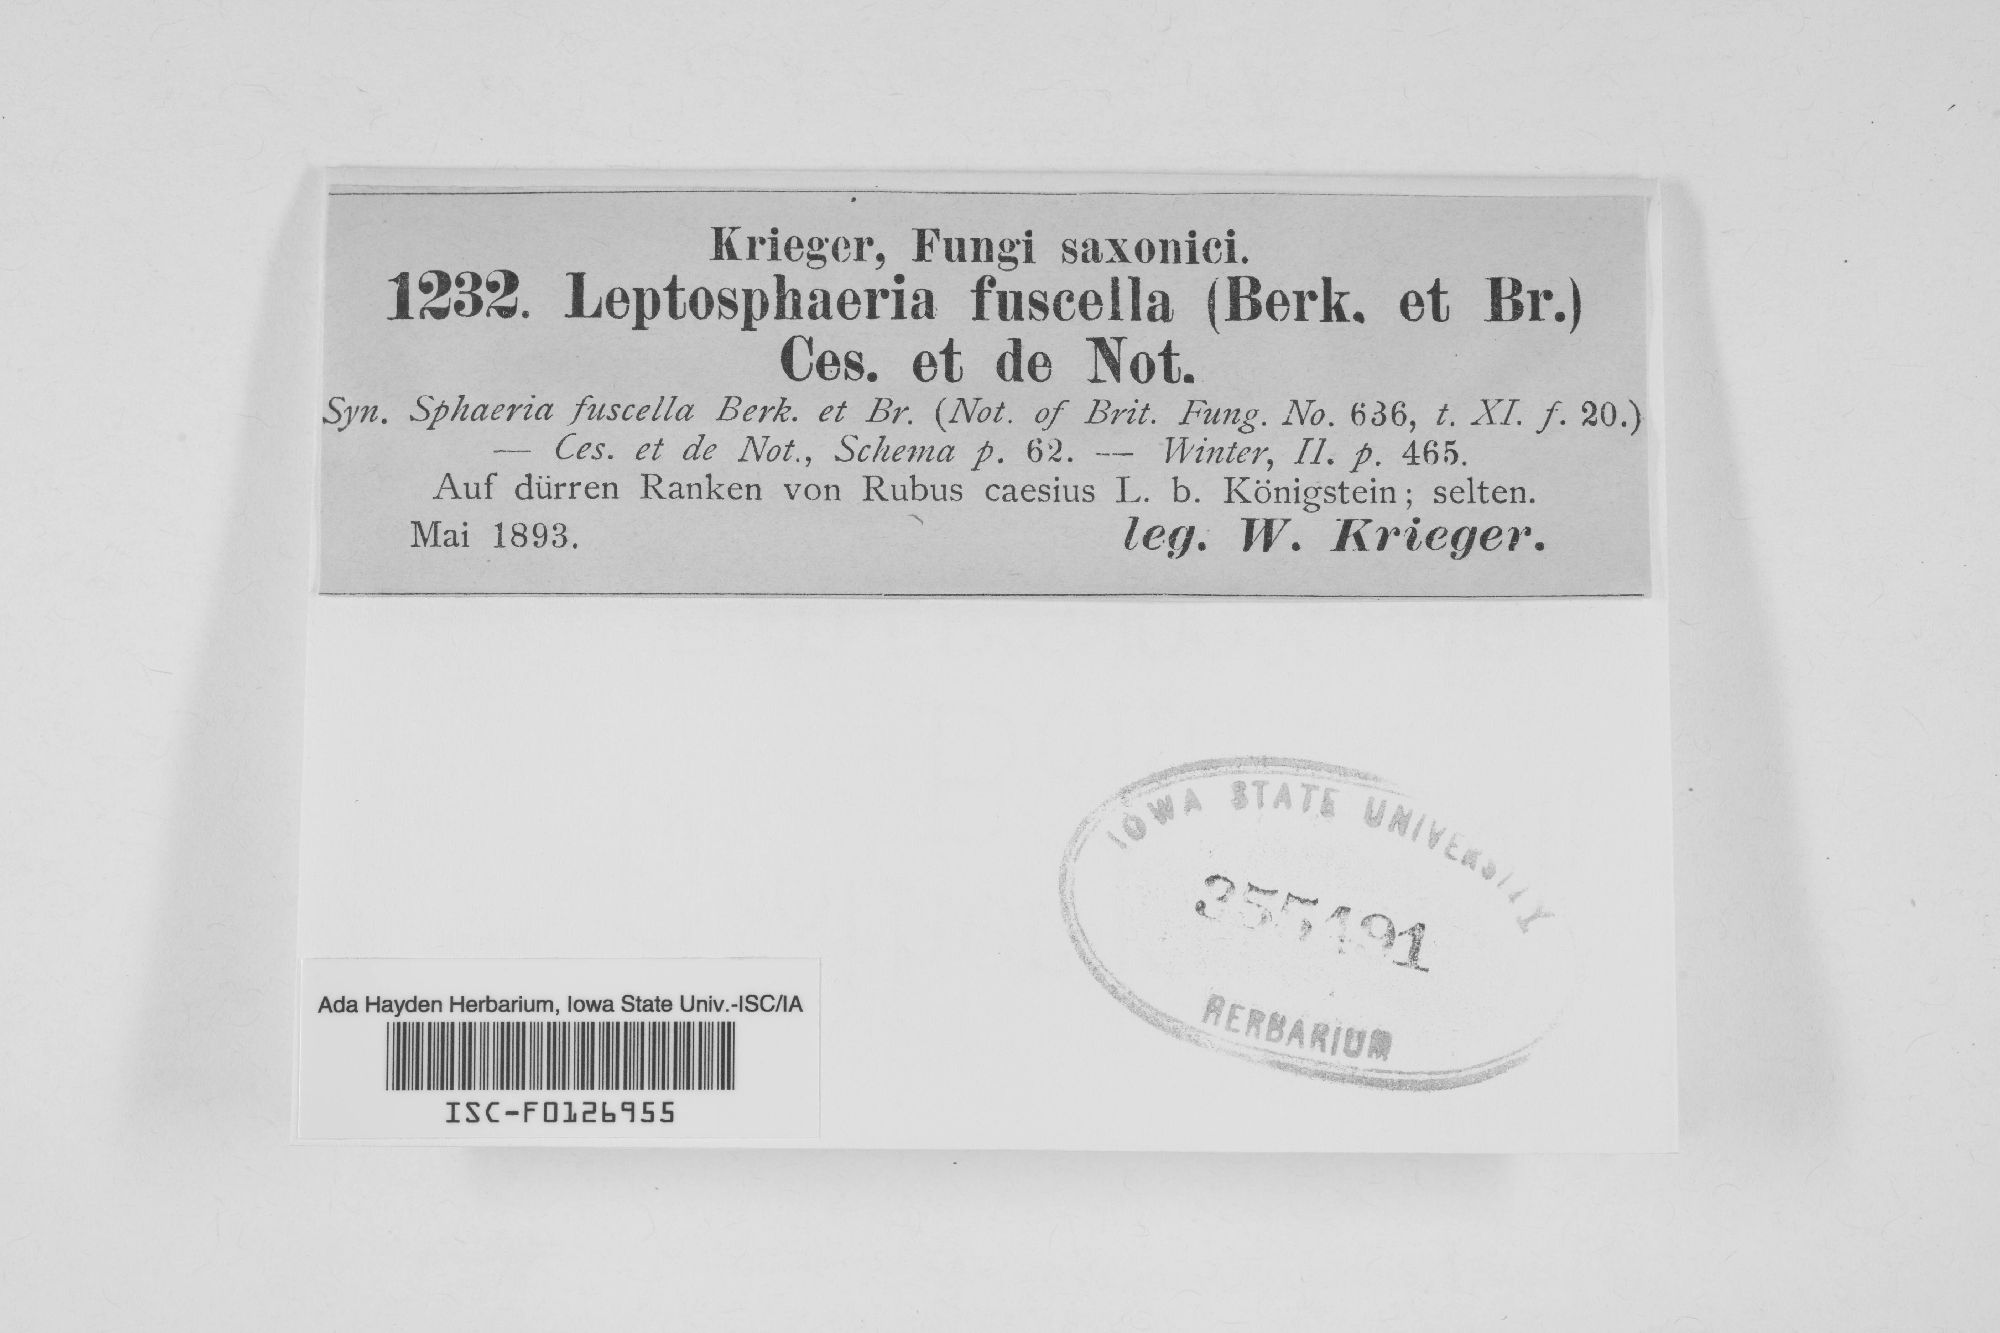 Krieger, Fungi saxonici.
1232. Leptosphaeria fuscella (Berk. et Br.)
Ces. et de Not.
Syn. Sphaeria fuscella Berk. et Br. (Not. of Brit. Fung. No. 636, t. XI. f. 20.)
— Ces. et de Not., Schema p. 62. — Winter, II. p. 465.
Auf dürren Ranken von Rubus caesius L. b. Königstein; selten.
Mai 1893. leg. W. Krieger.
IOWA STATE UNIVERSITY
355491
HERBARIUM
Ada Hayden Herbarium, Iowa State Univ.-ISC/IA
ISC-F0126955